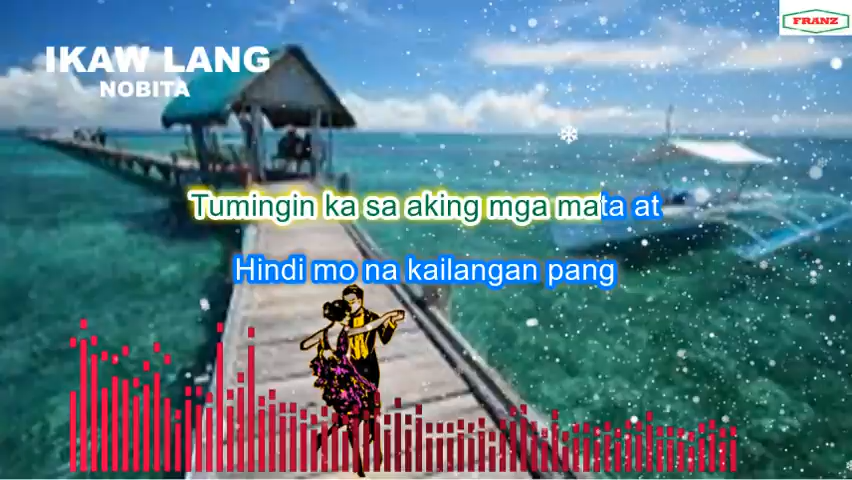 FRANZ
IKAW LANG
NOBITA
Tumingin ka sa aking mga mata at
Hindi mo na kailangan pang